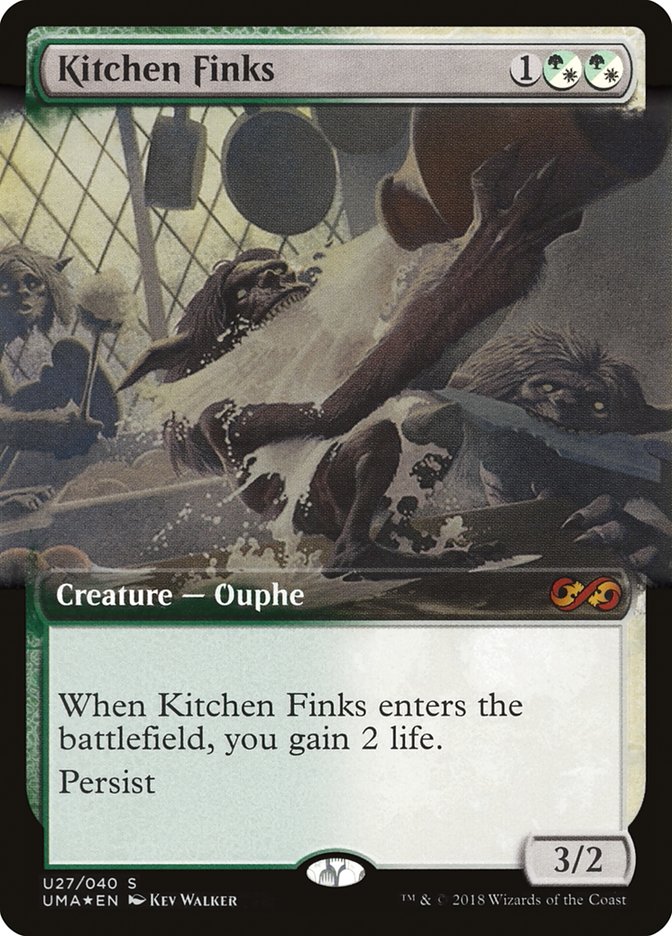 Kitchen Finks 1
Creature — Ouphe
When Kitchen Finks enters the
battlefield, you gain 2 life.
Persist
3/2
U27/040 S
UMA★EN Kev Walker
™ & © 2018 Wizards of the Coast